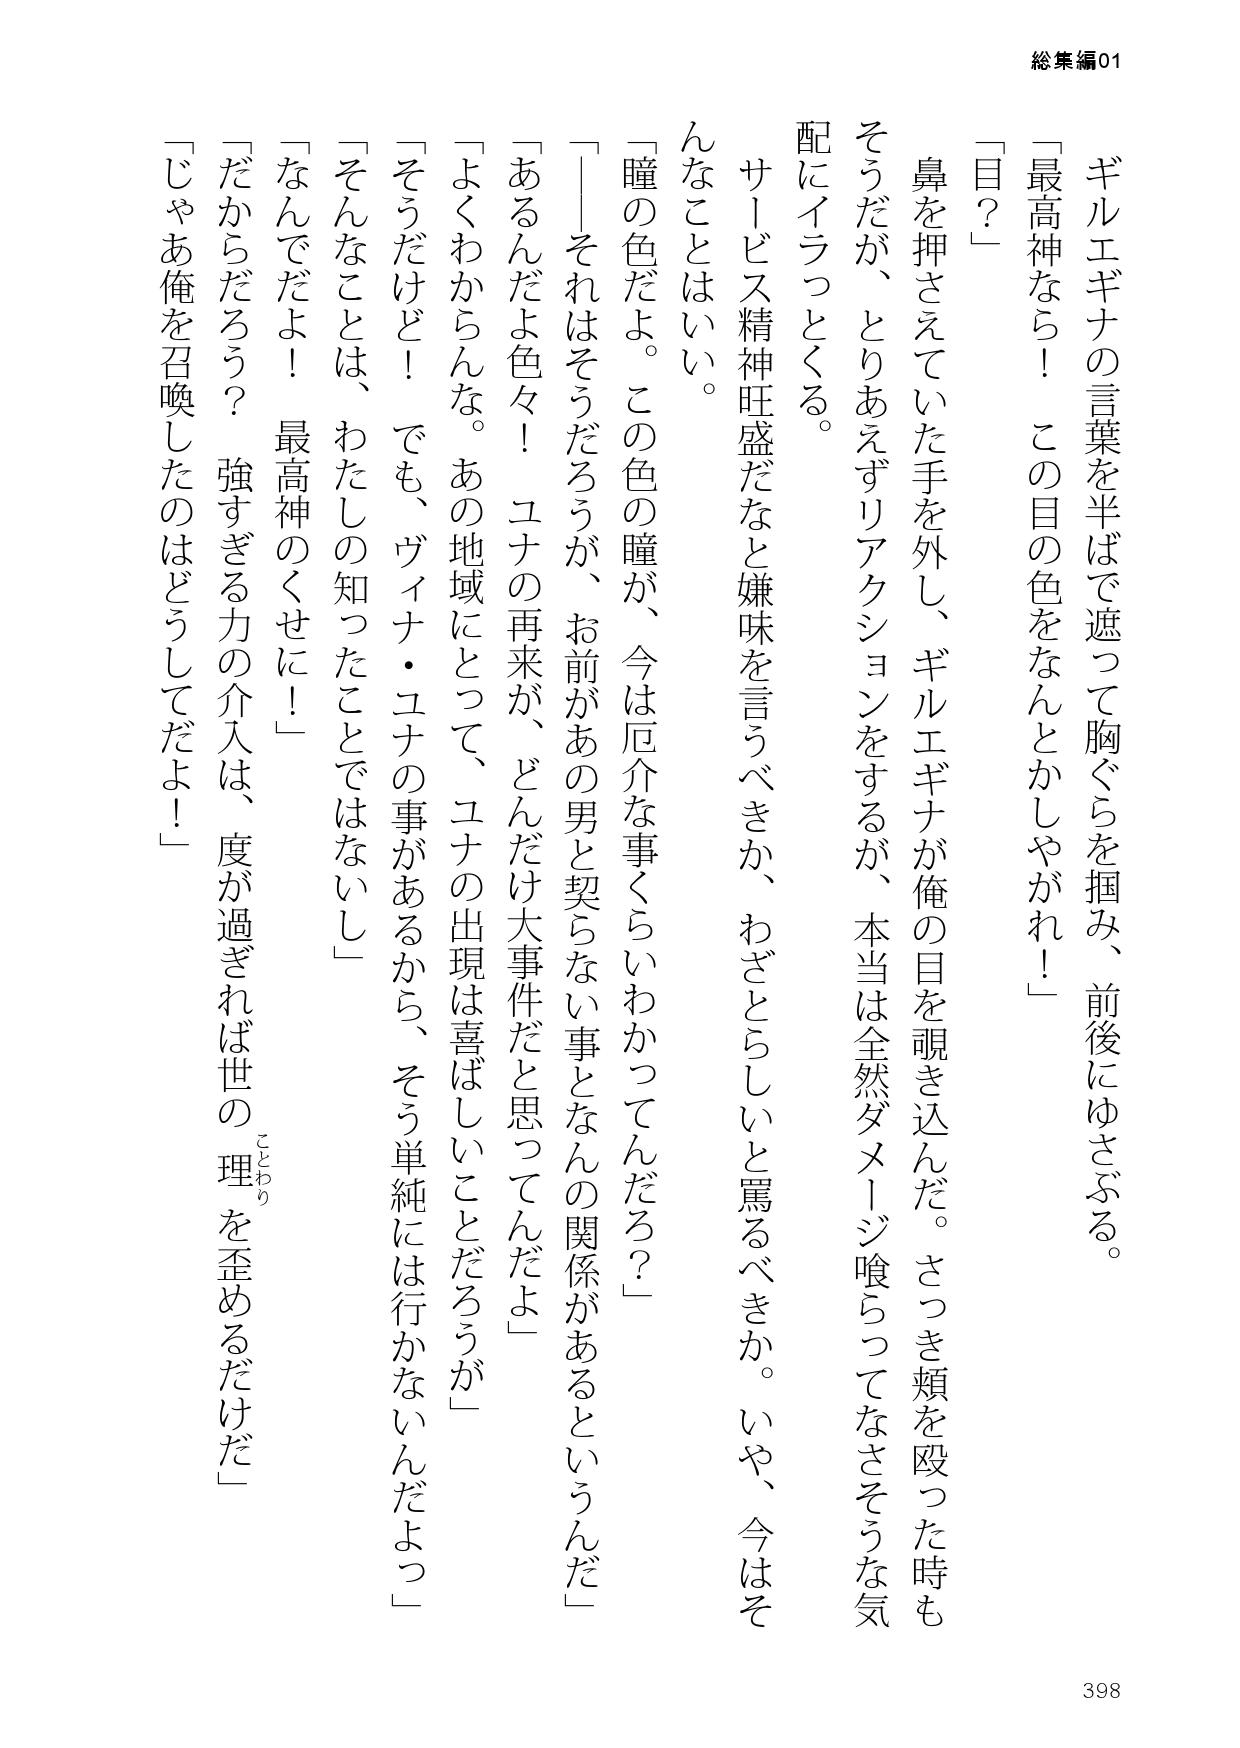 総集編01
　ギルエギナの言葉を半ばで遮って胸ぐらを掴み、前後にゆさぶる。
「最高神なら！　この目の色をなんとかしやがれ！」
「目？」
　鼻を押さえていた手を外し、ギルエギナが俺の目を覗き込んだ。さっき頬を殴った時も
そうだが、とりあえずリアクションをするが、本当は全然ダメージ喰らってなさそうな気
配にイラっとくる。
　サービス精神旺盛だなと嫌味を言うべきか、わざとらしいと罵るべきか。いや、今はそ
んなことはいい。
「瞳の色だよ。この色の瞳が、今は厄介な事くらいわかってんだろ？」
「――それはそうだろうが、お前があの男と契らない事となんの関係があるというんだ」
「あるんだよ色々！　ユナの再来が、どんだけ大事件だと思ってんだよ」
「よくわからんな。あの地域にとって、ユナの出現は喜ばしいことだろうが」
「そうだけど！　でも、ヴィナ・ユナの事があるから、そう単純には行かないんだよっ」
「そんなことは、わたしの知ったことではないし」
「なんでだよ！　最高神のくせに！」
「だからだろう？　強すぎる力の介入は、度が過ぎれば世の理ことわりを歪めるだけだ」
「じゃあ俺を召喚したのはどうしてだよ！」
398